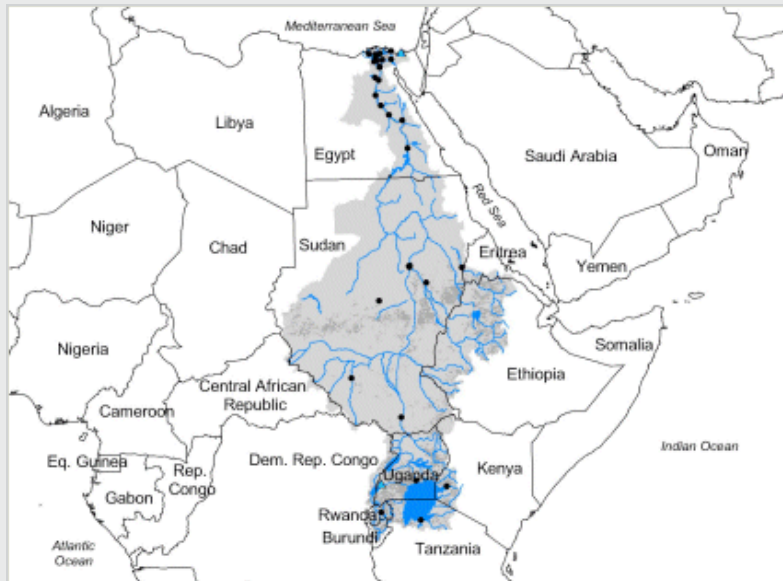 Mediterranean Sea
Algeria
Libya
Egypt
Saudi Arabia
Oman
Red Sea
Niger
Chad
Sudan
Eritrea
Yemen
Nigeria
Somalia
Ethiopia
Central African
Republic
Cameroon
Indian Ocean
Dem. Rep. Congo
Eq. Guinea
Rep.
Congo
Uganda
Kenya
Gabon
Rwanda
Burundi
Atlantic
Ocean
Tanzania